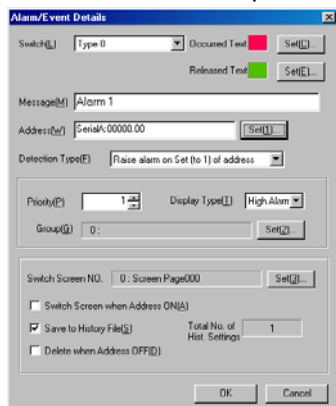 Alarm/Event Details
Switch(L) Type 0 Occurred Text Set(C)...
Released Text Set(E)...
Message(M) Alarm 1
Address(W) SerialA:00000.00 Set(1)...
Detection Type(F) Raise alarm on Set (to 1) of address
Priority(P) 1 Display Type(T) High Alarm
Group(G) 0 : Set(2)...
Switch Screen NO. 0 : Screen Page000 Set(3)...
Switch Screen when Address ON(A)
Save to History File(S) Total No. of Hist. Settings 1
Delete when Address OFF(D)
OK Cancel